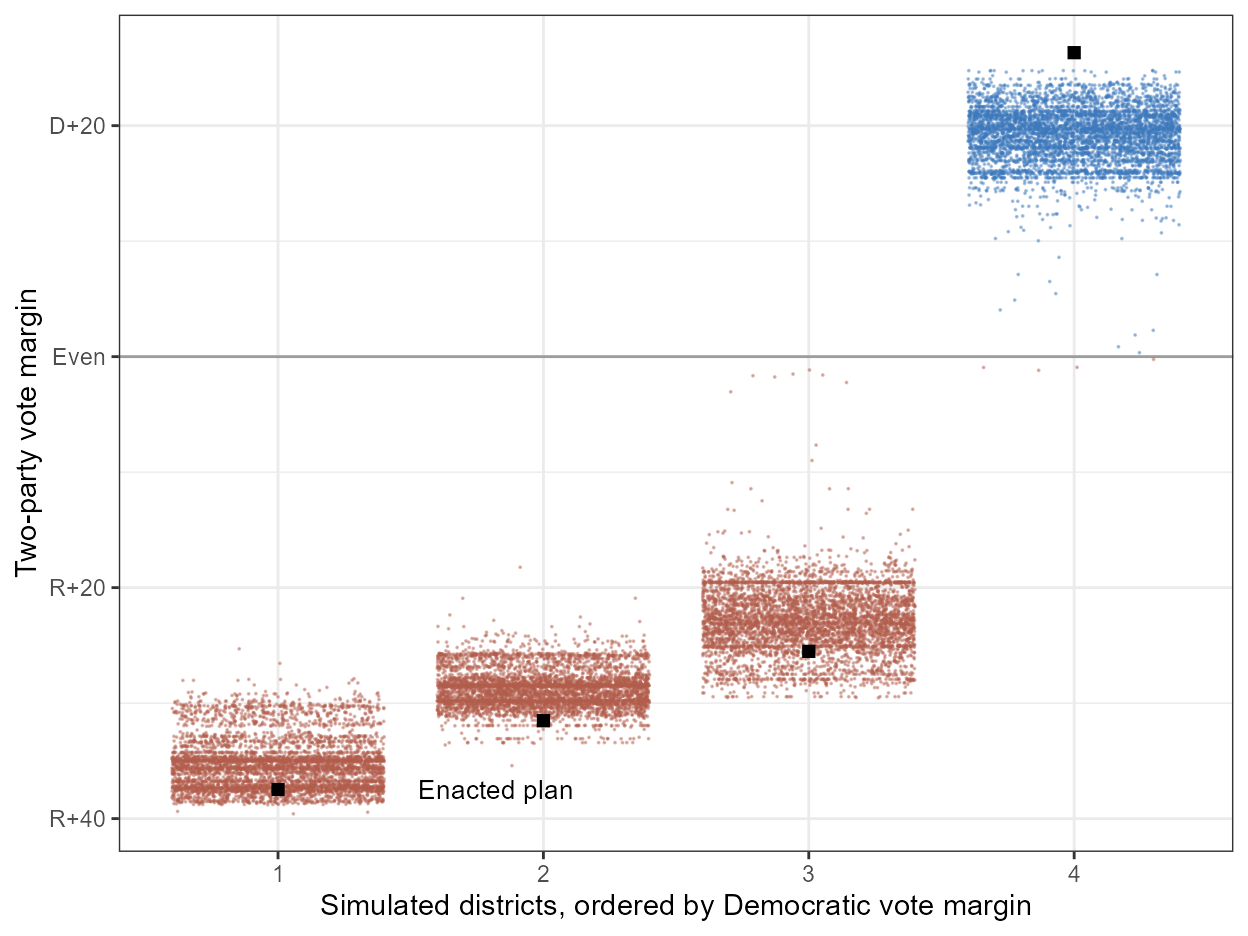 D+20
Even
R+20
R+40
Two-party vote margin
Enacted plan
1 2 3 4
Simulated districts, ordered by Democratic vote margin